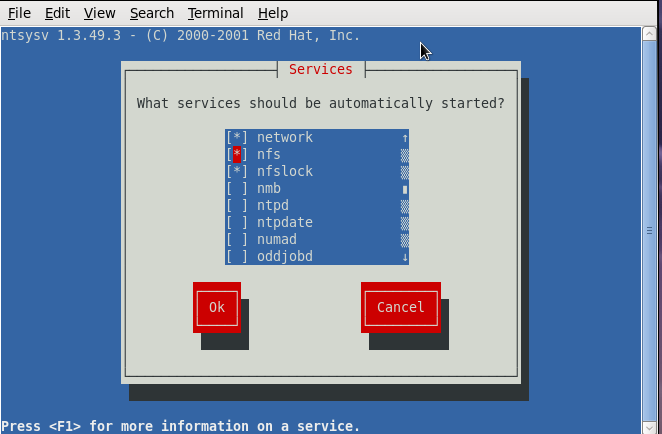 File Edit View Search Terminal Help
ntsysv 1.3.49.3 - (C) 2000-2001 Red Hat, Inc.
Services
What services should be automatically started?
[*] network
[*] nfs
[*] nfslock
[ ] nmb
[ ] ntpd
[ ] ntpdate
[ ] numad
[ ] oddjobd
Ok Cancel
Press <F1> for more information on a service.